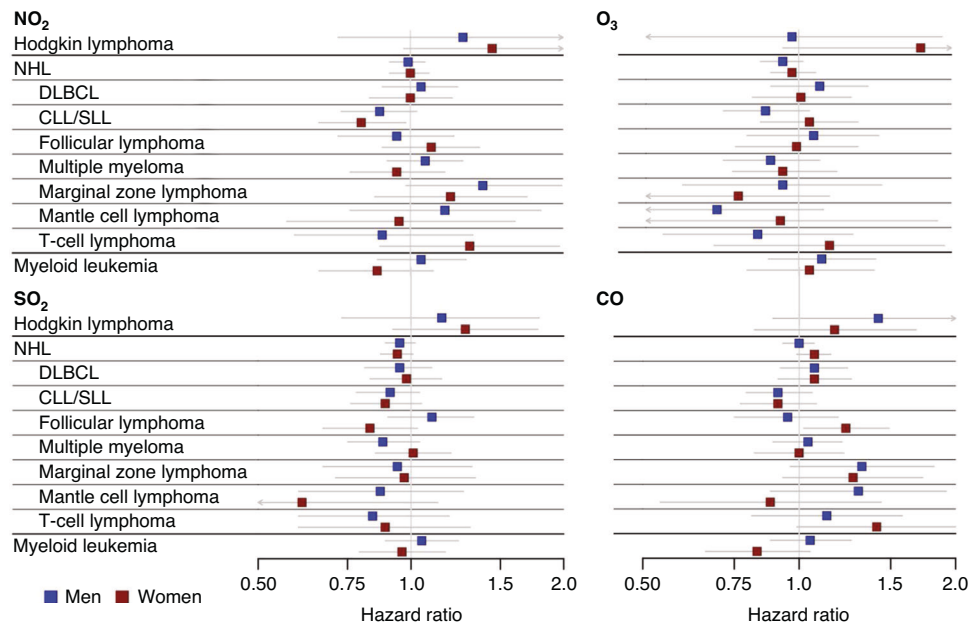 NO2
Hodgkin lymphoma
NHL
DLBCL
CLL/SLL
Follicular lymphoma
Multiple myeloma
Marginal zone lymphoma
Mantle cell lymphoma
T-cell lymphoma
Myeloid leukemia
O3
SO2
Hodgkin lymphoma
NHL
DLBCL
CLL/SLL
Follicular lymphoma
Multiple myeloma
Marginal zone lymphoma
Mantle cell lymphoma
T-cell lymphoma
Myeloid leukemia
CO
0.50 0.75 1.0 1.5 2.0
Hazard ratio
0.50 0.75 1.0 1.5 2.0
Hazard ratio
Men Women